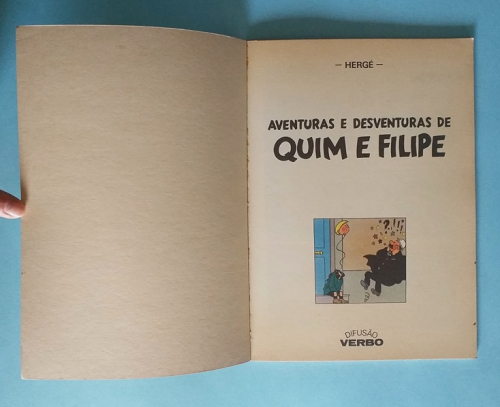 — HERGÉ —
AVENTURAS E DESVENTURAS DE
QUIM E FILIPE
?!!
DIFUSÃO
VERBO